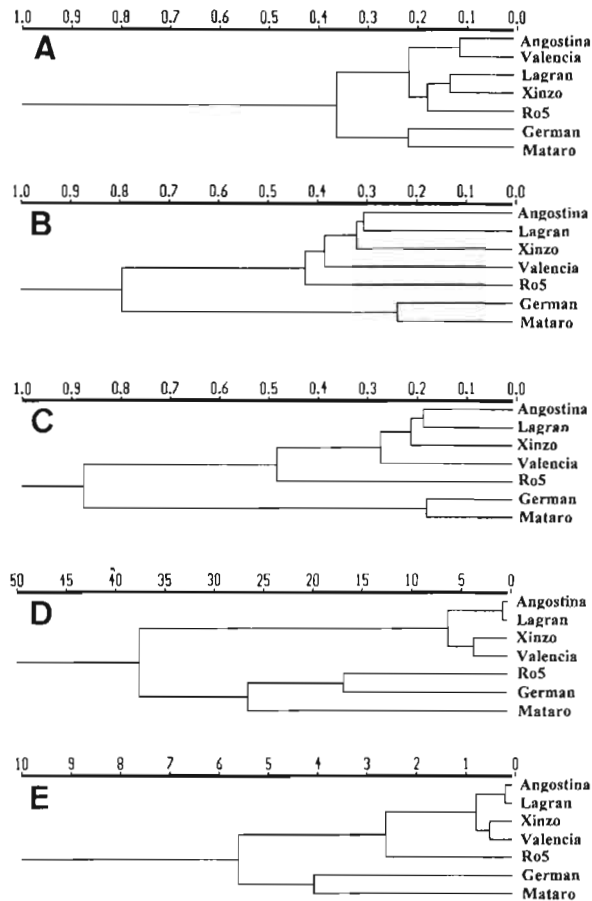 1.0 0.9 0.8 0.7 0.6 0.5 0.4 0.3 0.2 0.1 0.0
A
Angostina
Valencia
Lagran
Xinzo
Ro5
German
Mataro
1.0 0.9 0.8 0.7 0.6 0.5 0.4 0.3 0.2 0.1 0.0
B
Angostina
Lagran
Xinzo
Valencia
Ro5
German
Mataro
1.0 0.9 0.8 0.7 0.6 0.5 0.4 0.3 0.2 0.1 0.0
C
Angostina
Lagran
Xinzo
Valencia
Ro5
German
Mataro
50 45 40 35 30 25 20 15 10 5 0
D
Angostina
Lagran
Xinzo
Valencia
Ro5
German
Mataro
10 9 8 7 6 5 4 3 2 1 0
E
Angostina
Lagran
Xinzo
Valencia
Ro5
German
Mataro